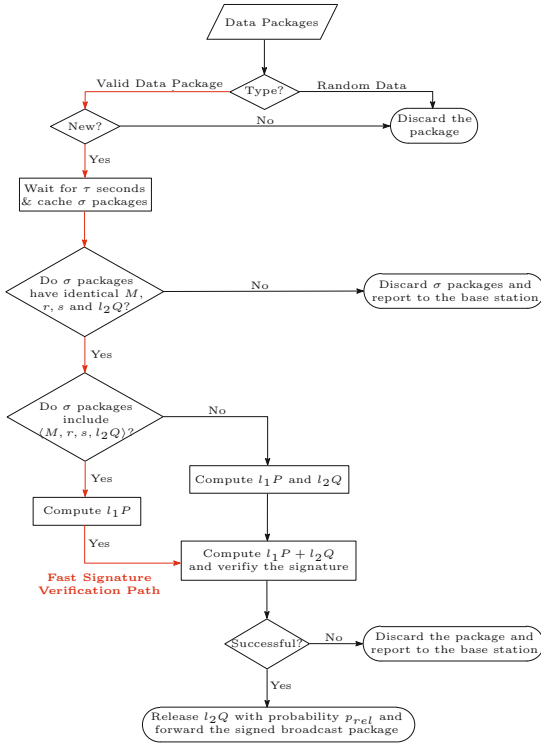 Data Packages
Valid Data Package
Type?
Random Data
New?
No
Discard the
package
Yes
Wait for τ seconds
& cache σ packages
Do σ packages
have identical M,
r, s and l₂Q?
No
Discard σ packages and
report to the base station
Yes
Do σ packages
include
⟨M, r, s, l₂Q⟩?
No
Yes
Compute l₁P and l₂Q
Compute l₁P
Yes
Compute l₁P + l₂Q
and verifiy the signature
Fast Signature
Verification Path
Successful?
No
Discard the package and
report to the base station
Yes
Release l₂Q with probability pᵣₑₗ and
forward the signed broadcast package